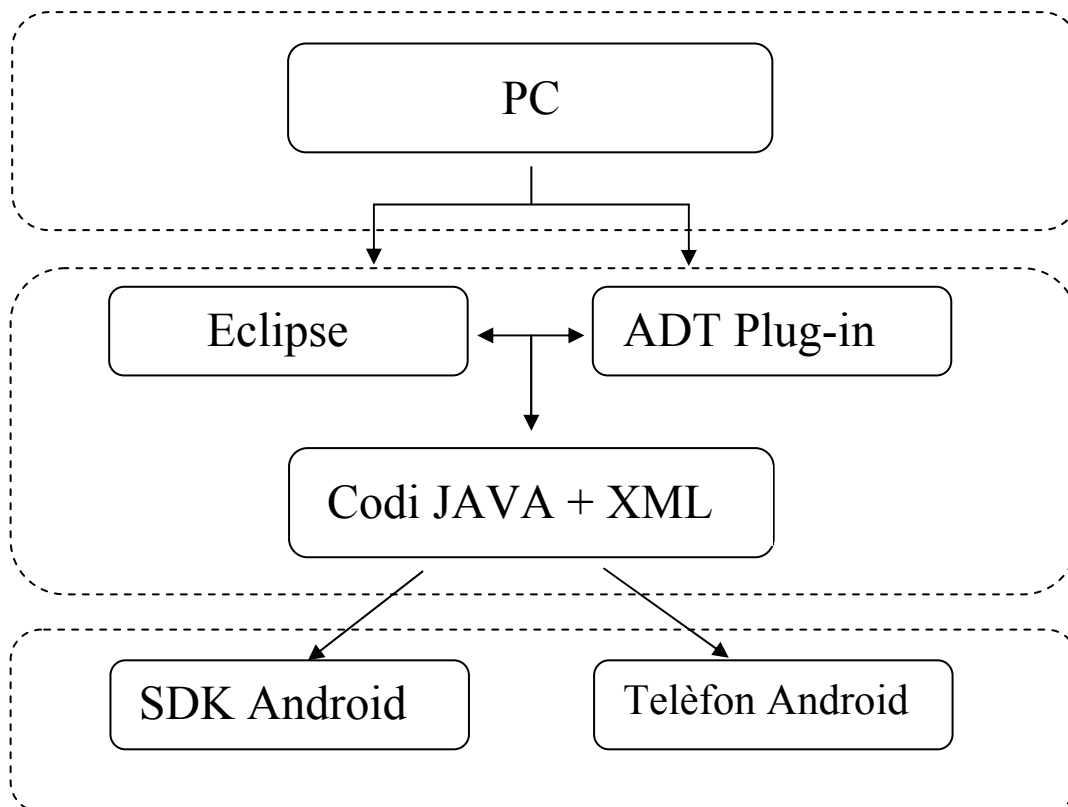 PC
Eclipse
ADT Plug-in
Codi JAVA + XML
SDK Android
Telèfon Android